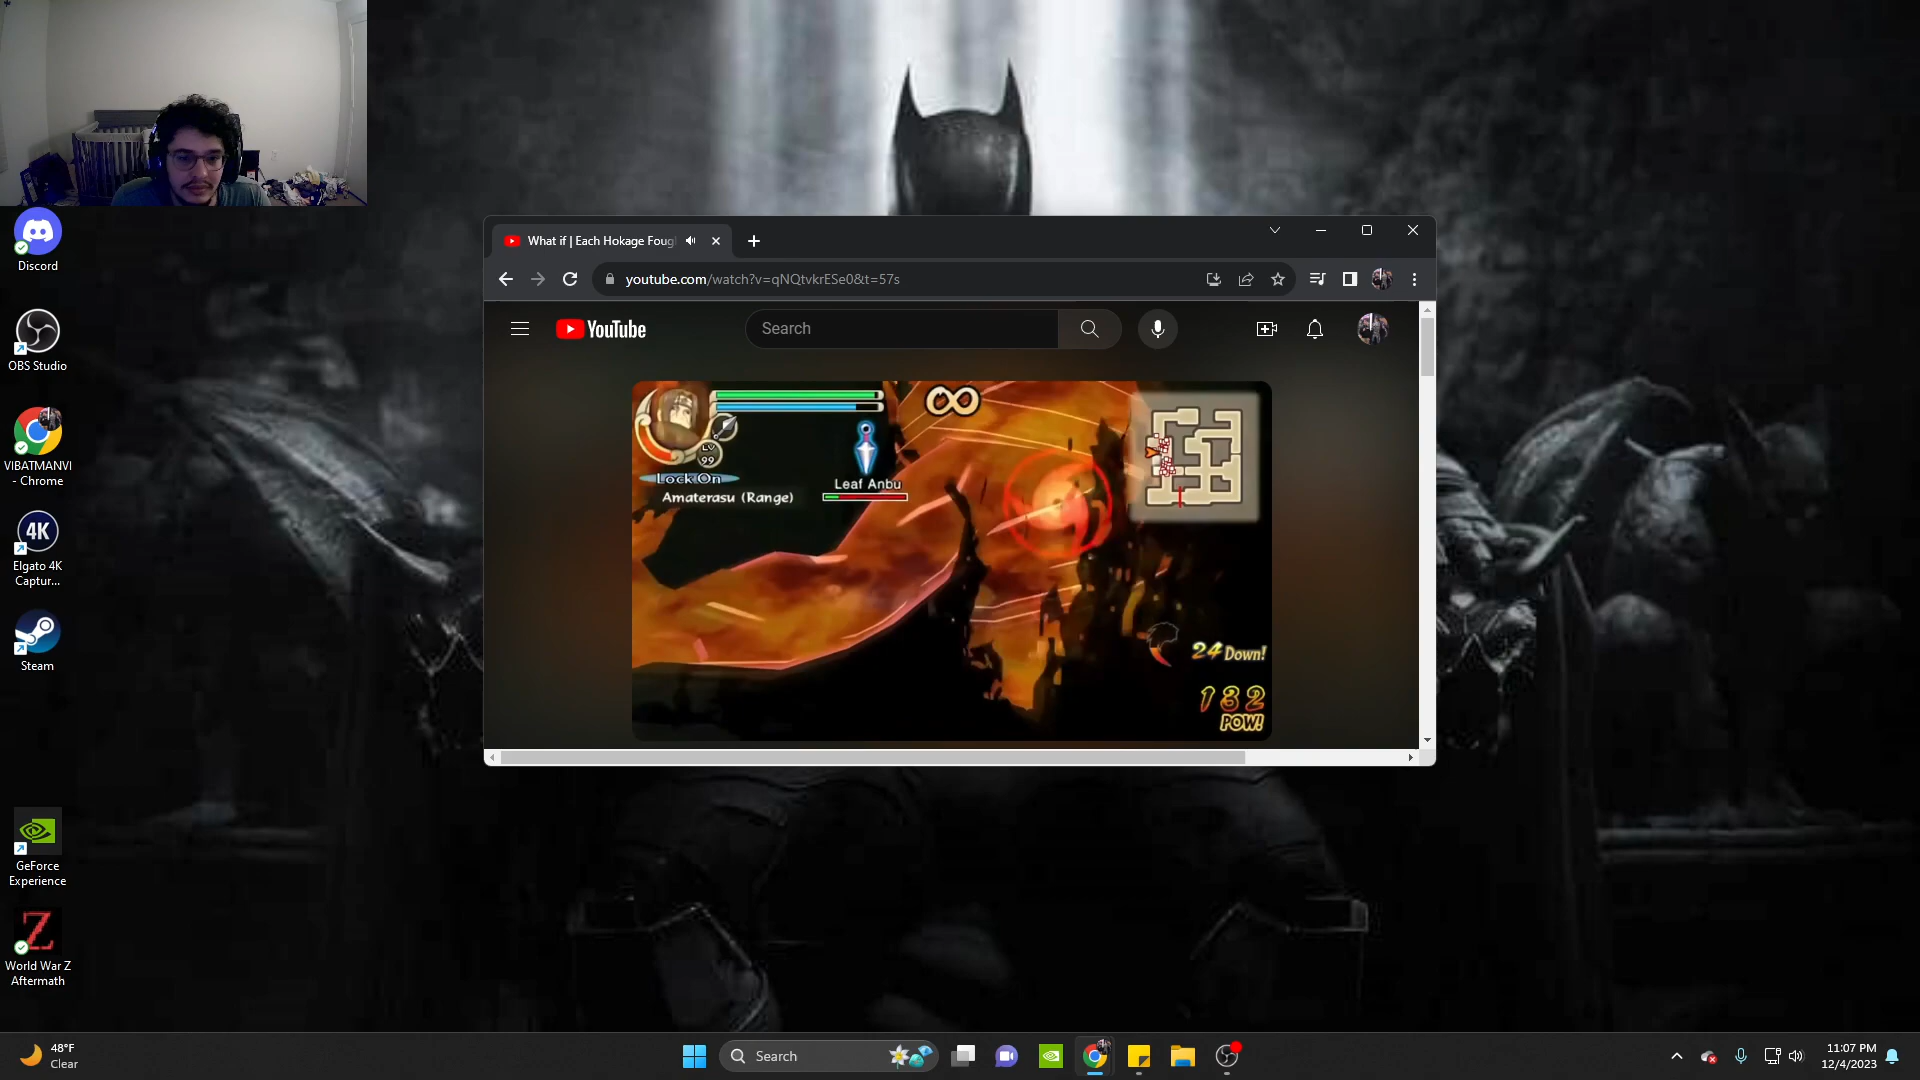 Discord
OBS Studio
VIBATMANVI
- Chrome
4K
Elgato 4K
Captur...
Steam
GeForce
Experience
Z
World War Z
Aftermath
What if | Each Hokage Foug
youtube.com/watch?v=qNQtvkrESe0&t=57s
YouTube
Search
LV
99
Lock On
Amaterasu (Range)
Leaf Anbu
24 Down!
182
POW!
48°F
Clear
Search
11:07 PM
12/4/2023